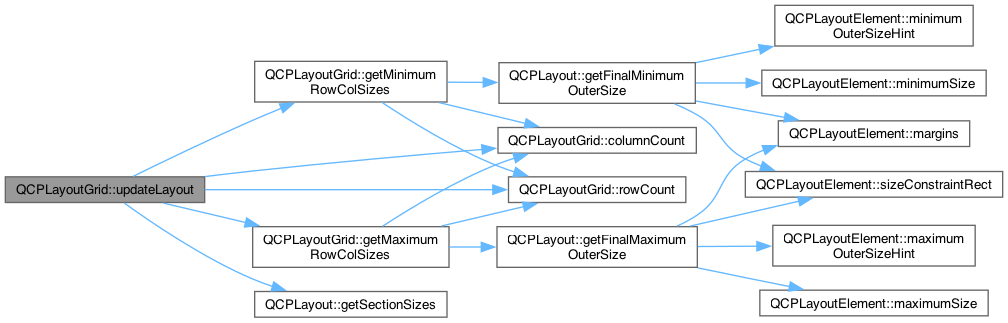 QCPLayoutGrid::updateLayout
QCPLayoutGrid::getMinimum
RowColSizes
QCPLayoutGrid::columnCount
QCPLayoutGrid::rowCount
QCPLayoutGrid::getMaximum
RowColSizes
QCPLayout::getSectionSizes
QCPLayout::getFinalMinimum
OuterSize
QCPLayout::getFinalMaximum
OuterSize
QCPLayoutElement::minimum
OuterSizeHint
QCPLayoutElement::minimumSize
QCPLayoutElement::margins
QCPLayoutElement::sizeConstraintRect
QCPLayoutElement::maximum
OuterSizeHint
QCPLayoutElement::maximumSize